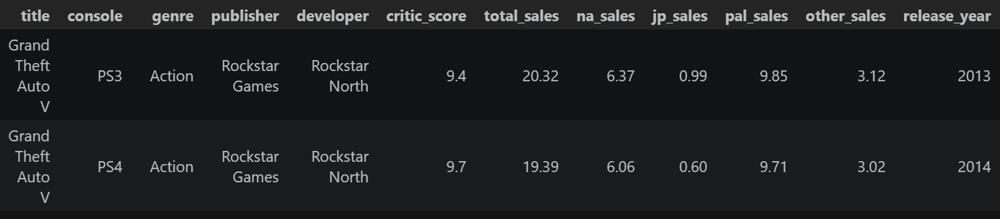 title console genre publisher developer critic_score total_sales na_sales jp_sales pal_sales other_sales release_year
Grand
Theft
Auto
V
PS3 Action
Rockstar
Games
Rockstar
North
9.4 20.32 6.37 0.99 9.85 3.12 2013
Grand
Theft
Auto
V
PS4 Action
Rockstar
Games
Rockstar
North
9.7 19.39 6.06 0.60 9.71 3.02 2014